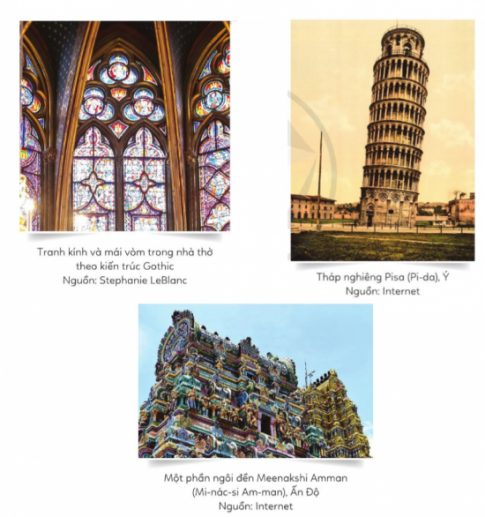 Tranh kính và mái vòm trong nhà thờ
theo kiến trúc Gothic
Nguồn: Stephanie LeBlanc
Tháp nghiêng Pisa (Pi-da), Ý
Nguồn: Internet
Một phần ngôi đền Meenakshi Amman
(Mi-nác-si Am-man), Ấn Độ
Nguồn: Internet